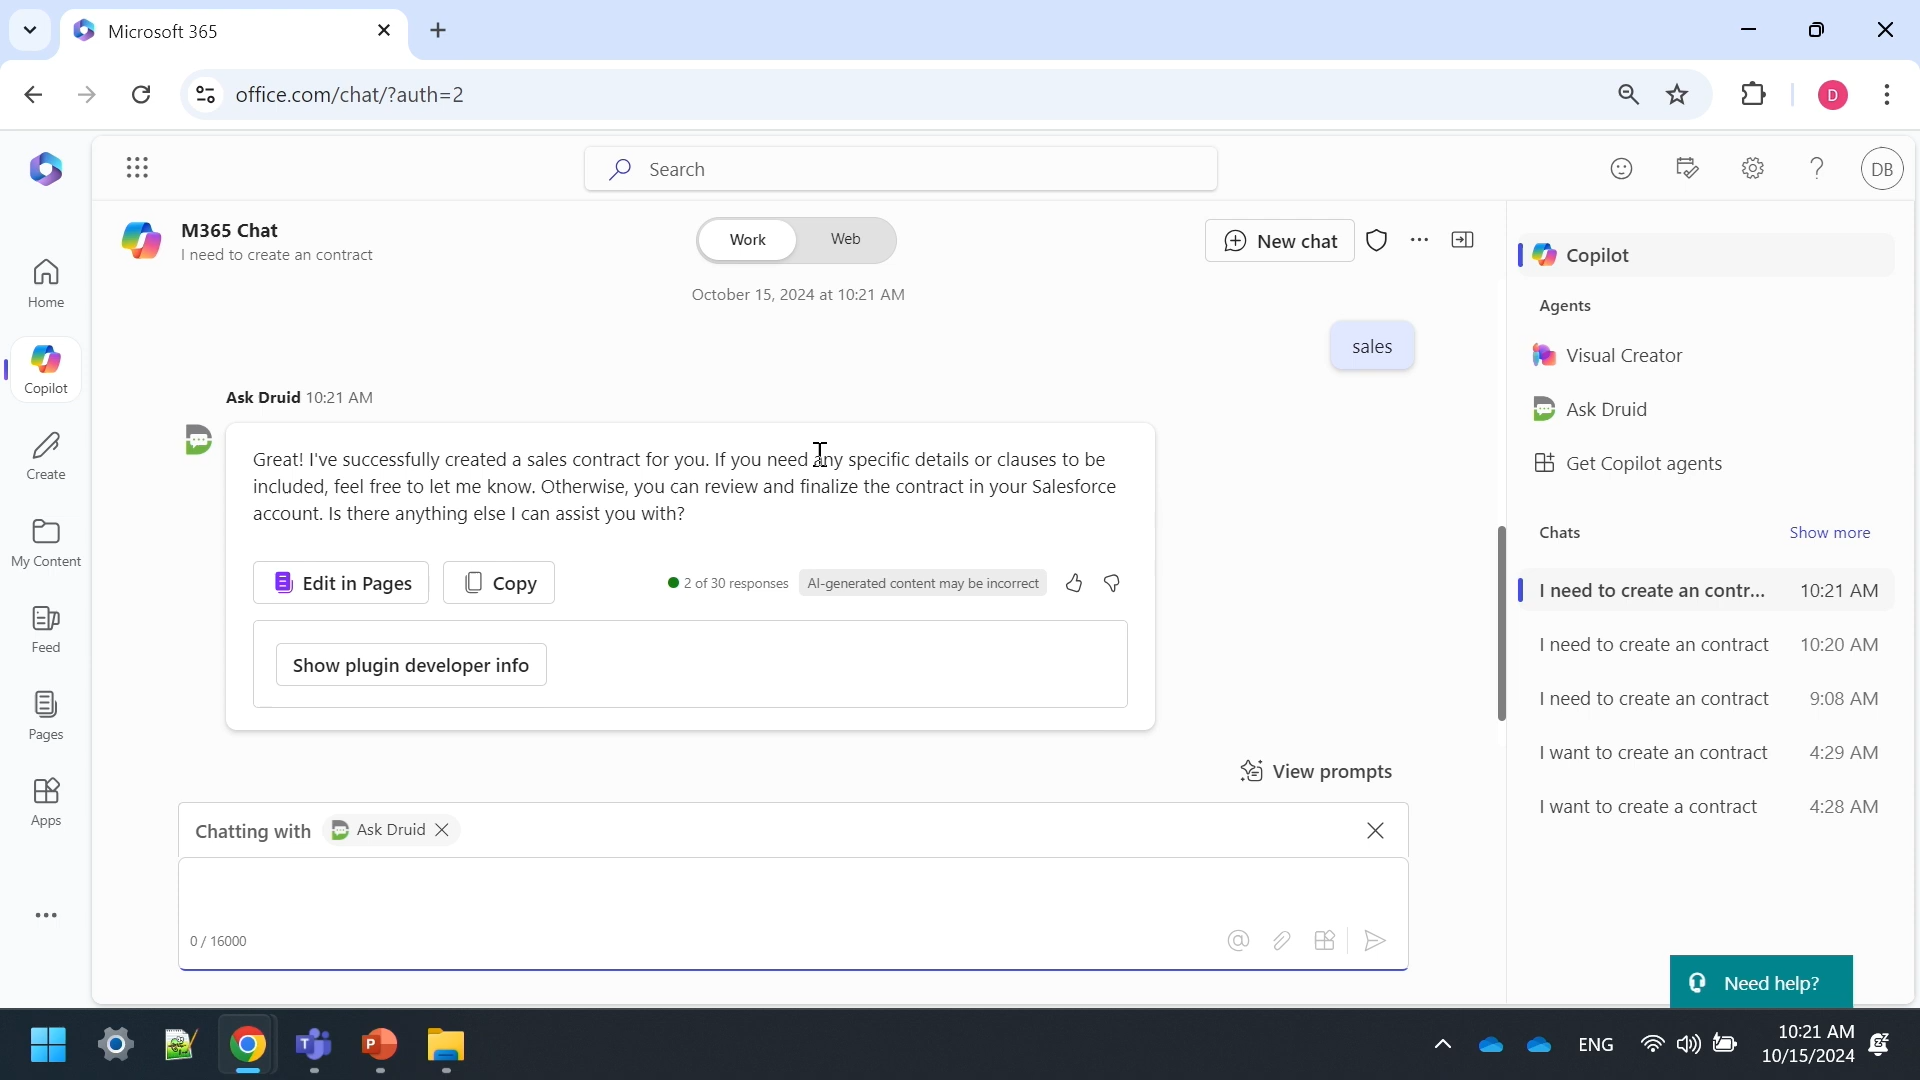 Microsoft 365
office.com/chat/?auth=2
D
Search
DB
M365 Chat
I need to create an contract
Work
Web
New chat
October 15, 2024 at 10:21 AM
sales
Ask Druid 10:21 AM
Great! I've successfully created a sales contract for you. If you need any specific details or clauses to be
included, feel free to let me know. Otherwise, you can review and finalize the contract in your Salesforce
account. Is there anything else I can assist you with?
Edit in Pages
Copy
2 of 30 responses
AI-generated content may be incorrect
Show plugin developer info
View prompts
Chatting with
Ask Druid
0 / 16000
Home
Copilot
Create
My Content
Feed
Pages
Apps
Copilot
Agents
Visual Creator
Ask Druid
Get Copilot agents
Chats
Show more
I need to create an contr... 10:21 AM
I need to create an contract 10:20 AM
I need to create an contract 9:08 AM
I want to create an contract 4:29 AM
I want to create a contract 4:28 AM
Need help?
ENG
10:21 AM
10/15/2024